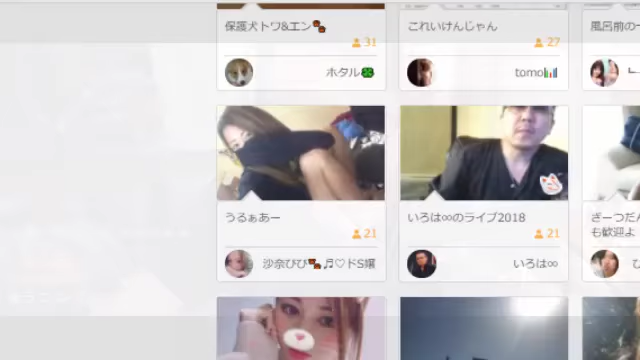 保護犬トワ&エン🐻
31
ホタル🍀
これいけんじゃん
27
tomo📊
風呂前の
うるぁあー
21
沙奈びび🐻♬♡ドS嬢
いろは∞のライブ2018
21
いろは∞
ざーつだん
も歓迎よ
ひ